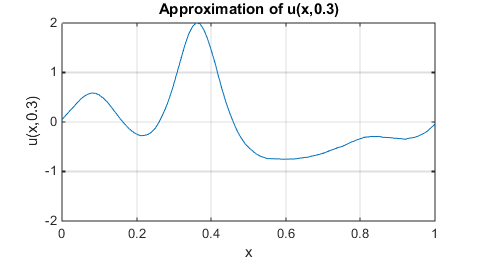 Approximation of u(x,0.3)
2
1
0
-1
-2
u(x,0.3)
0 0.2 0.4 0.6 0.8 1
x